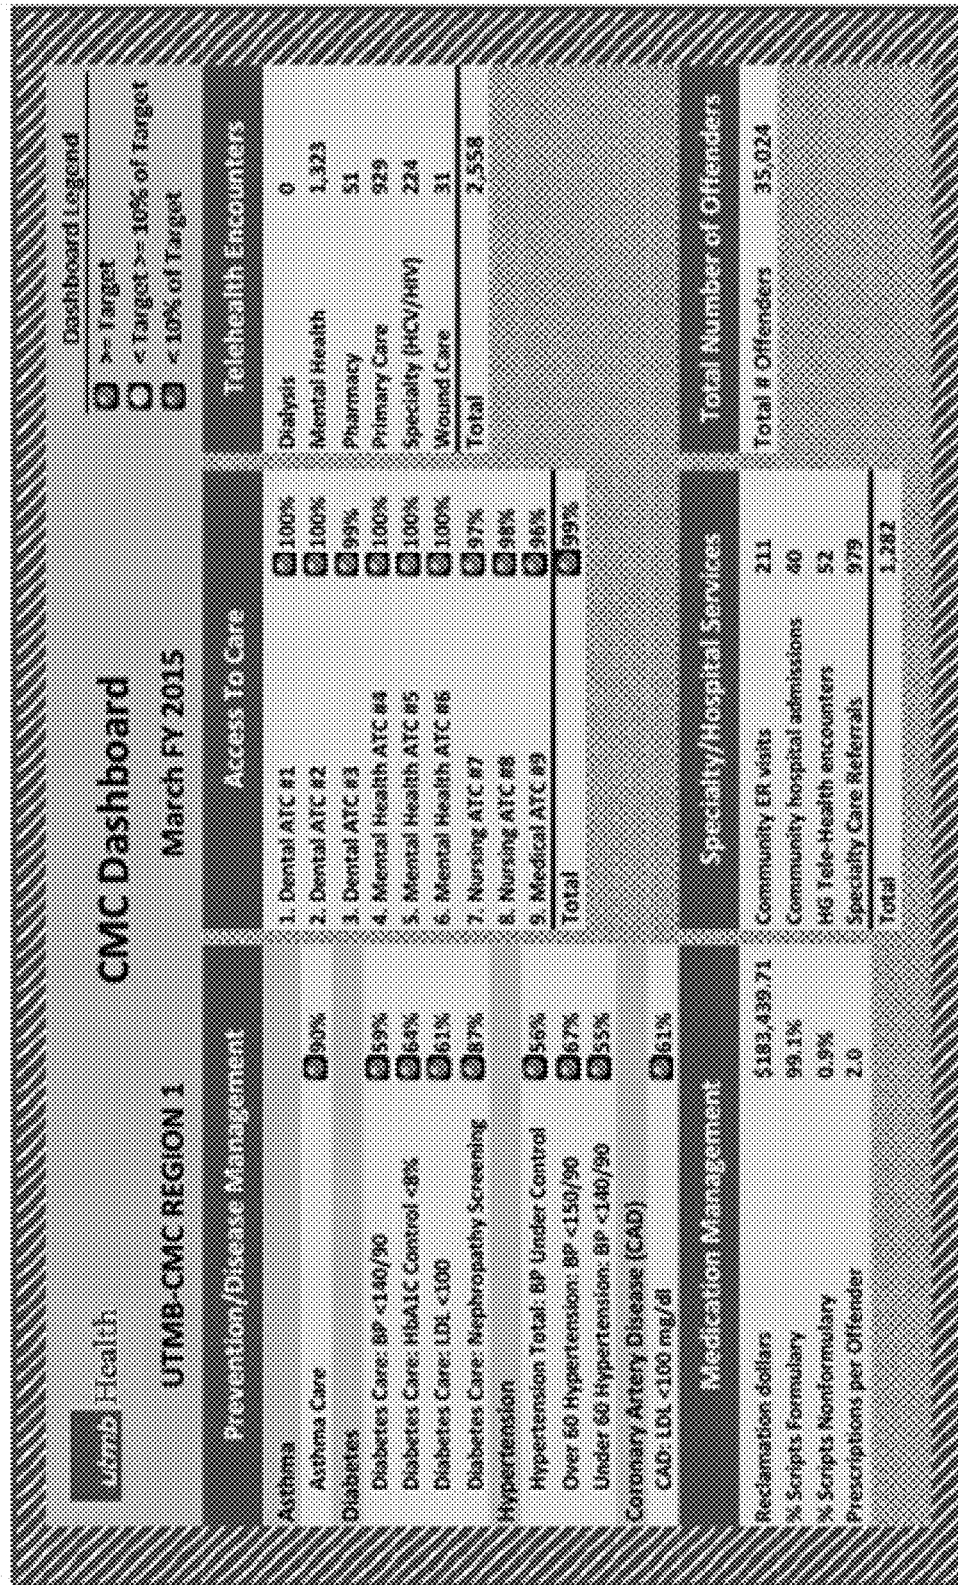 utmb Health
CMC Dashboard
UTMB-CMC REGION 1
March FY 2015
Dashboard Legend
>= Target
< Target >= 10% of Target
< 10% of Target
Prevention/Disease Management
Asthma
Asthma Care 90%
Diabetes
Diabetes Care: BP <140/90 59%
Diabetes Care: HbA1C Control <8% 64%
Diabetes Care: LDL <100 61%
Diabetes Care: Nephropathy Screening 87%
Hypertension
Hypertension Total: BP Under Control 56%
Over 60 Hypertension: BP <150/90 67%
Under 60 Hypertension: BP <140/90 55%
Coronary Artery Disease (CAD)
CAD: LDL <100 mg/dl 61%
Access To Care
1. Dental ATC #1 100%
2. Dental ATC #2 100%
3. Dental ATC #3 99%
4. Mental Health ATC #4 100%
5. Mental Health ATC #5 100%
6. Mental Health ATC #6 100%
7. Nursing ATC #7 97%
8. Nursing ATC #8 98%
9. Medical ATC #9 96%
Total 99%
Telehealth Encounters
Dialysis 0
Mental Health 1,323
Pharmacy 51
Primary Care 929
Specialty (HCV/HIV) 224
Wound Care 31
Total 2,558
Medication Management
Reclamation dollars $183,439.71
% Scripts Formulary 99.1%
% Scripts Nonformulary 0.9%
Prescriptions per Offender 2.0
Specialty/Hospital Services
Community ER visits 211
Community hospital admissions 40
HG Tele-Health encounters 52
Specialty Care Referrals 979
Total 1,282
Total Number of Offenders
Total # Offenders 35,024